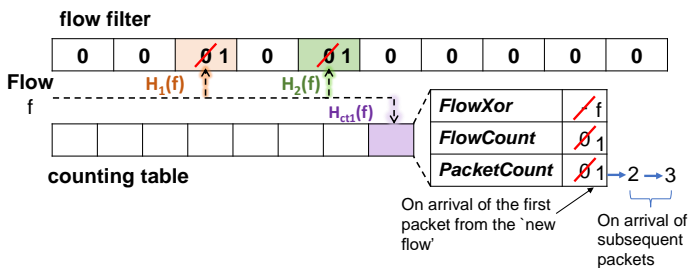 flow filter
0 0 0 1 0 0 1 0 0 0 0
Flow
f
H1(f)
H2(f)
Hct1(f)
counting table
FlowXor - f
FlowCount 0 1
PacketCount 0 1 2 3
On arrival of the first
packet from the `new
flow’
On arrival of
subsequent
packets